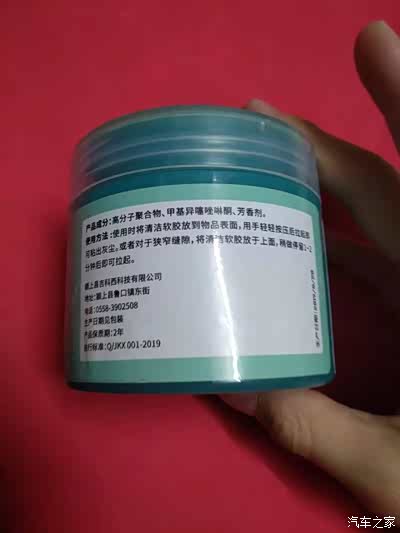 产品成分：高分子聚合物、甲基异噻唑啉酮、芳香剂。
使用方法：使用时将清洁软胶放到物品表面，用手轻轻按压后拉起即
可粘出灰尘。或者对于狭窄缝隙，将清洁软胶放于上面，稍做停留1-2
分钟后即可拉起。
颍上县吉科西科技有限公司
地址：颍上县鲁口镇东街
电话：0558-3902508
生产日期见包装
产品保质期：2年
执行标准：Q/JKX 001-2019
汽车之家